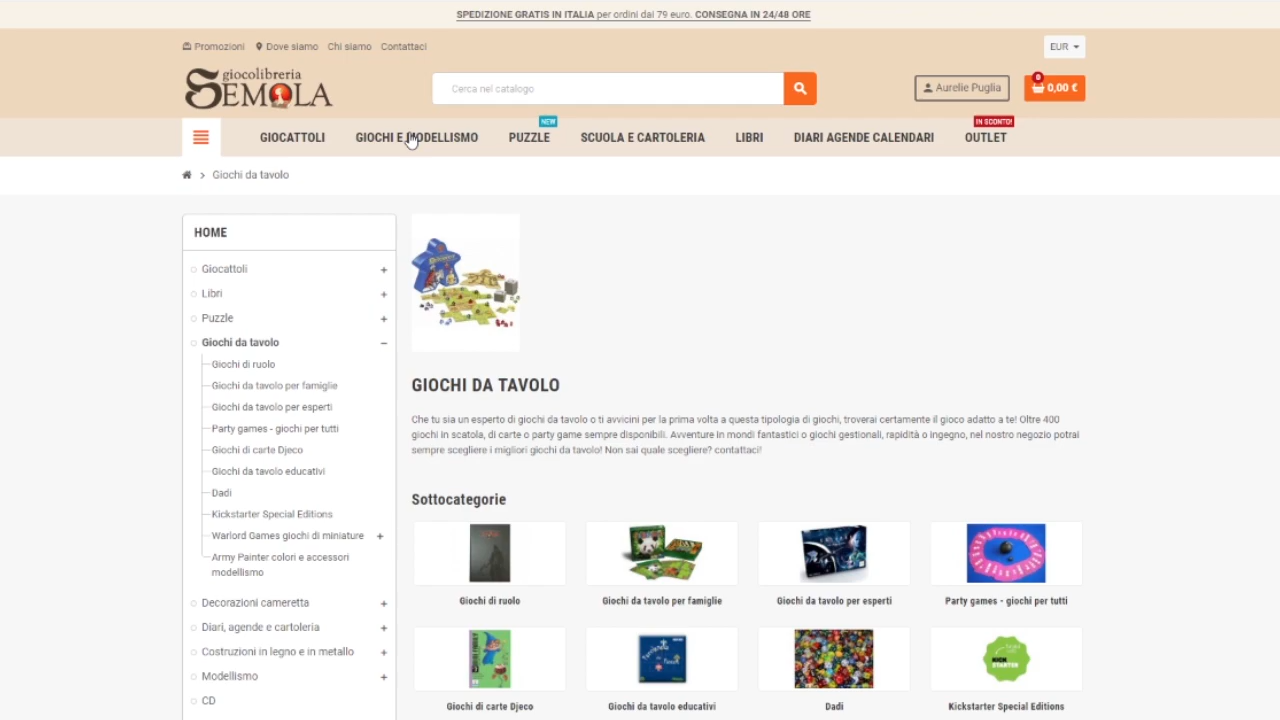 SPEDIZIONE GRATIS IN ITALIA per ordini dai 79 euro. CONSEGNA IN 24/48 ORE
Promozioni Dove siamo Chi siamo Contattaci
EUR
giocolibreria
SEMOLA
Cerca nel catalogo
Aurelie Puglia
0
0,00 €
NEW
IN SCONTO!
GIOCATTOLI GIOCHI E MODELLISMO PUZZLE SCUOLA E CARTOLERIA LIBRI DIARI AGENDE CALENDARI OUTLET
> Giochi da tavolo
HOME
Giocattoli +
Libri +
Puzzle +
Giochi da tavolo −
Giochi di ruolo
Giochi da tavolo per famiglie
Giochi da tavolo per esperti
Party games - giochi per tutti
Giochi di carte Djeco
Giochi da tavolo educativi
Dadi
Kickstarter Special Editions
Warlord Games giochi di miniature +
Army Painter colori e accessori
modellismo
Decorazioni cameretta +
Diari, agende e cartoleria +
Costruzioni in legno e in metallo +
Modellismo +
CD
GIOCHI DA TAVOLO
Che tu sia un esperto di giochi da tavolo o ti avvicini per la prima volta a questa tipologia di giochi, troverai certamente il gioco adatto a te! Oltre 400
giochi in scatola, di carte o party game sempre disponibili. Avventure in mondi fantastici o giochi gestionali, rapidità o ingegno, nel nostro negozio potrai
sempre scegliere i migliori giochi da tavolo! Non sai quale scegliere? contattaci!
Sottocategorie
Giochi di ruolo Giochi da tavolo per famiglie Giochi da tavolo per esperti Party games - giochi per tutti
KICK
STARTER
Giochi di carte Djeco Giochi da tavolo educativi Dadi Kickstarter Special Editions